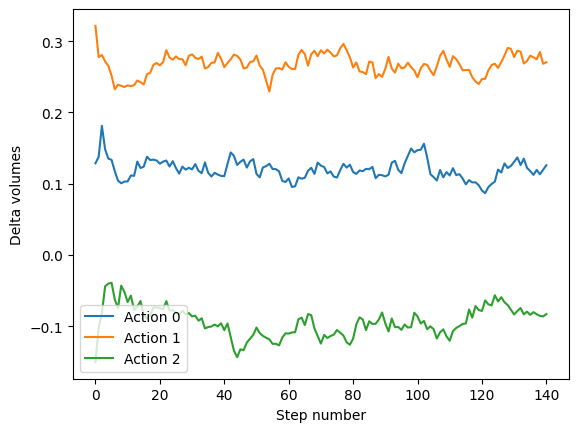 0.3
0.2
0.1
0.0
−0.1
Delta volumes
Action 0
Action 1
Action 2
0 20 40 60 80 100 120 140
Step number